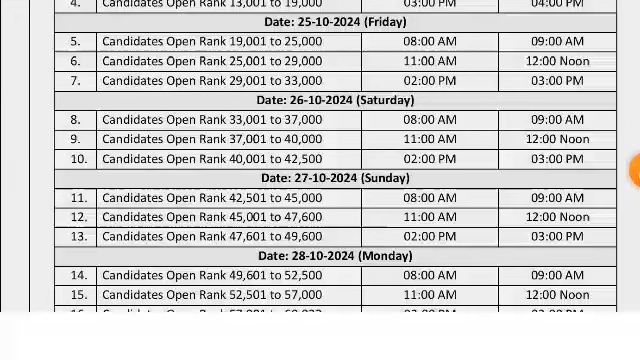 4. Candidates Open Rank 13,001 to 19,000 03:00 PM 04:00 PM
Date: 25-10-2024 (Friday)
5. Candidates Open Rank 19,001 to 25,000 08:00 AM 09:00 AM
6. Candidates Open Rank 25,001 to 29,000 11:00 AM 12:00 Noon
7. Candidates Open Rank 29,001 to 33,000 02:00 PM 03:00 PM
Date: 26-10-2024 (Saturday)
8. Candidates Open Rank 33,001 to 37,000 08:00 AM 09:00 AM
9. Candidates Open Rank 37,001 to 40,000 11:00 AM 12:00 Noon
10. Candidates Open Rank 40,001 to 42,500 02:00 PM 03:00 PM
Date: 27-10-2024 (Sunday)
11. Candidates Open Rank 42,501 to 45,000 08:00 AM 09:00 AM
12. Candidates Open Rank 45,001 to 47,600 11:00 AM 12:00 Noon
13. Candidates Open Rank 47,601 to 49,600 02:00 PM 03:00 PM
Date: 28-10-2024 (Monday)
14. Candidates Open Rank 49,601 to 52,500 08:00 AM 09:00 AM
15. Candidates Open Rank 52,501 to 57,000 11:00 AM 12:00 Noon